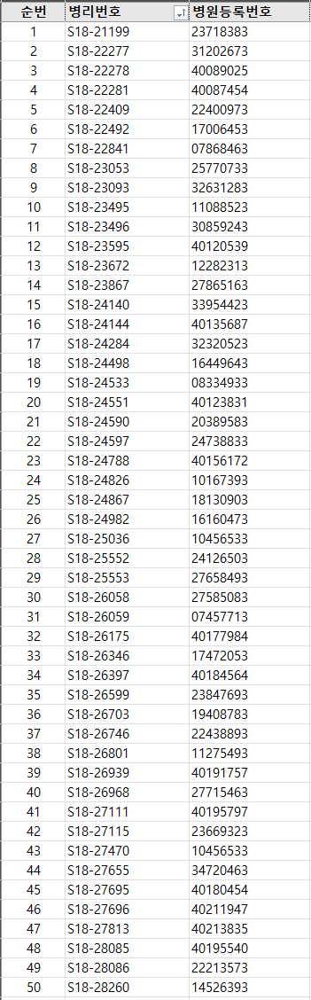 순번 병리번호 병원등록번호
1 S18-21199 23718383
2 S18-22277 31202673
3 S18-22278 40089025
4 S18-22281 40087454
5 S18-22409 22400973
6 S18-22492 17006453
7 S18-22841 07868463
8 S18-23053 25770733
9 S18-23093 32631283
10 S18-23495 11088523
11 S18-23496 30859243
12 S18-23595 40120539
13 S18-23672 12282313
14 S18-23867 27865163
15 S18-24140 33954423
16 S18-24144 40135687
17 S18-24284 32320523
18 S18-24498 16449643
19 S18-24533 08334933
20 S18-24551 40123831
21 S18-24590 20389583
22 S18-24597 24738833
23 S18-24788 40156172
24 S18-24826 10167393
25 S18-24867 18130903
26 S18-24982 16160473
27 S18-25036 10456533
28 S18-25552 24126503
29 S18-25553 27658493
30 S18-26058 27585083
31 S18-26059 07457713
32 S18-26175 40177984
33 S18-26346 17472053
34 S18-26397 40184564
35 S18-26599 23847693
36 S18-26703 19408783
37 S18-26746 22438893
38 S18-26801 11275493
39 S18-26939 40191757
40 S18-26968 27715463
41 S18-27111 40195797
42 S18-27115 23669323
43 S18-27470 10456533
44 S18-27655 34720463
45 S18-27695 40180454
46 S18-27696 40211947
47 S18-27813 40213835
48 S18-28085 40195540
49 S18-28086 22213573
50 S18-28260 14526393